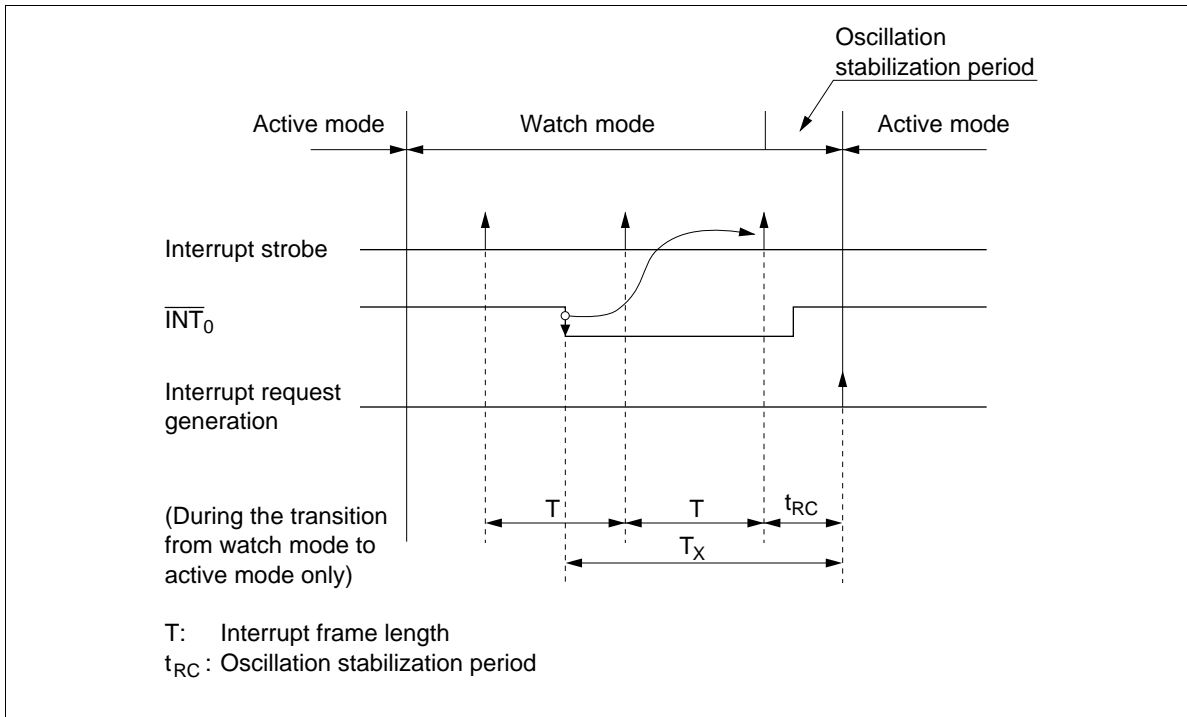 Oscillation
stabilization period
Active mode Watch mode Active mode
Interrupt strobe
INT0
Interrupt request
generation
T T tRC
TX
(During the transition
from watch mode to
active mode only)
T: Interrupt frame length
tRC : Oscillation stabilization period